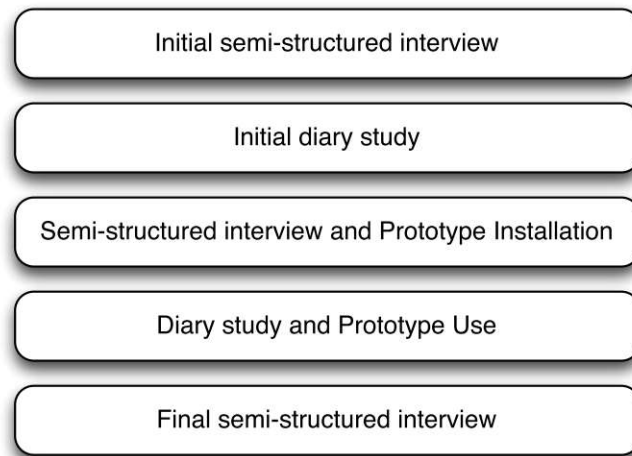 Initial semi-structured interview
Initial diary study
Semi-structured interview and Prototype Installation
Diary study and Prototype Use
Final semi-structured interview